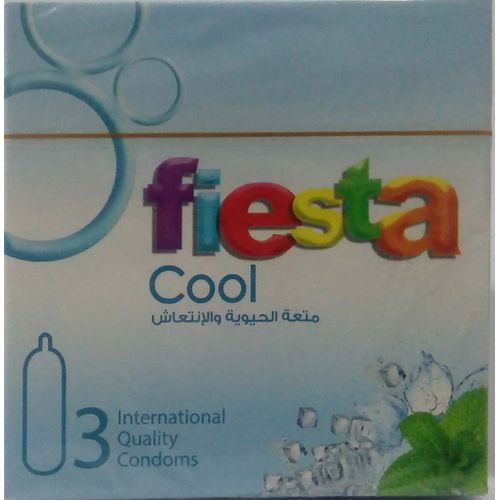 fiesta
Cool
متعة الحيوية والإنتعاش
3 International
Quality
Condoms